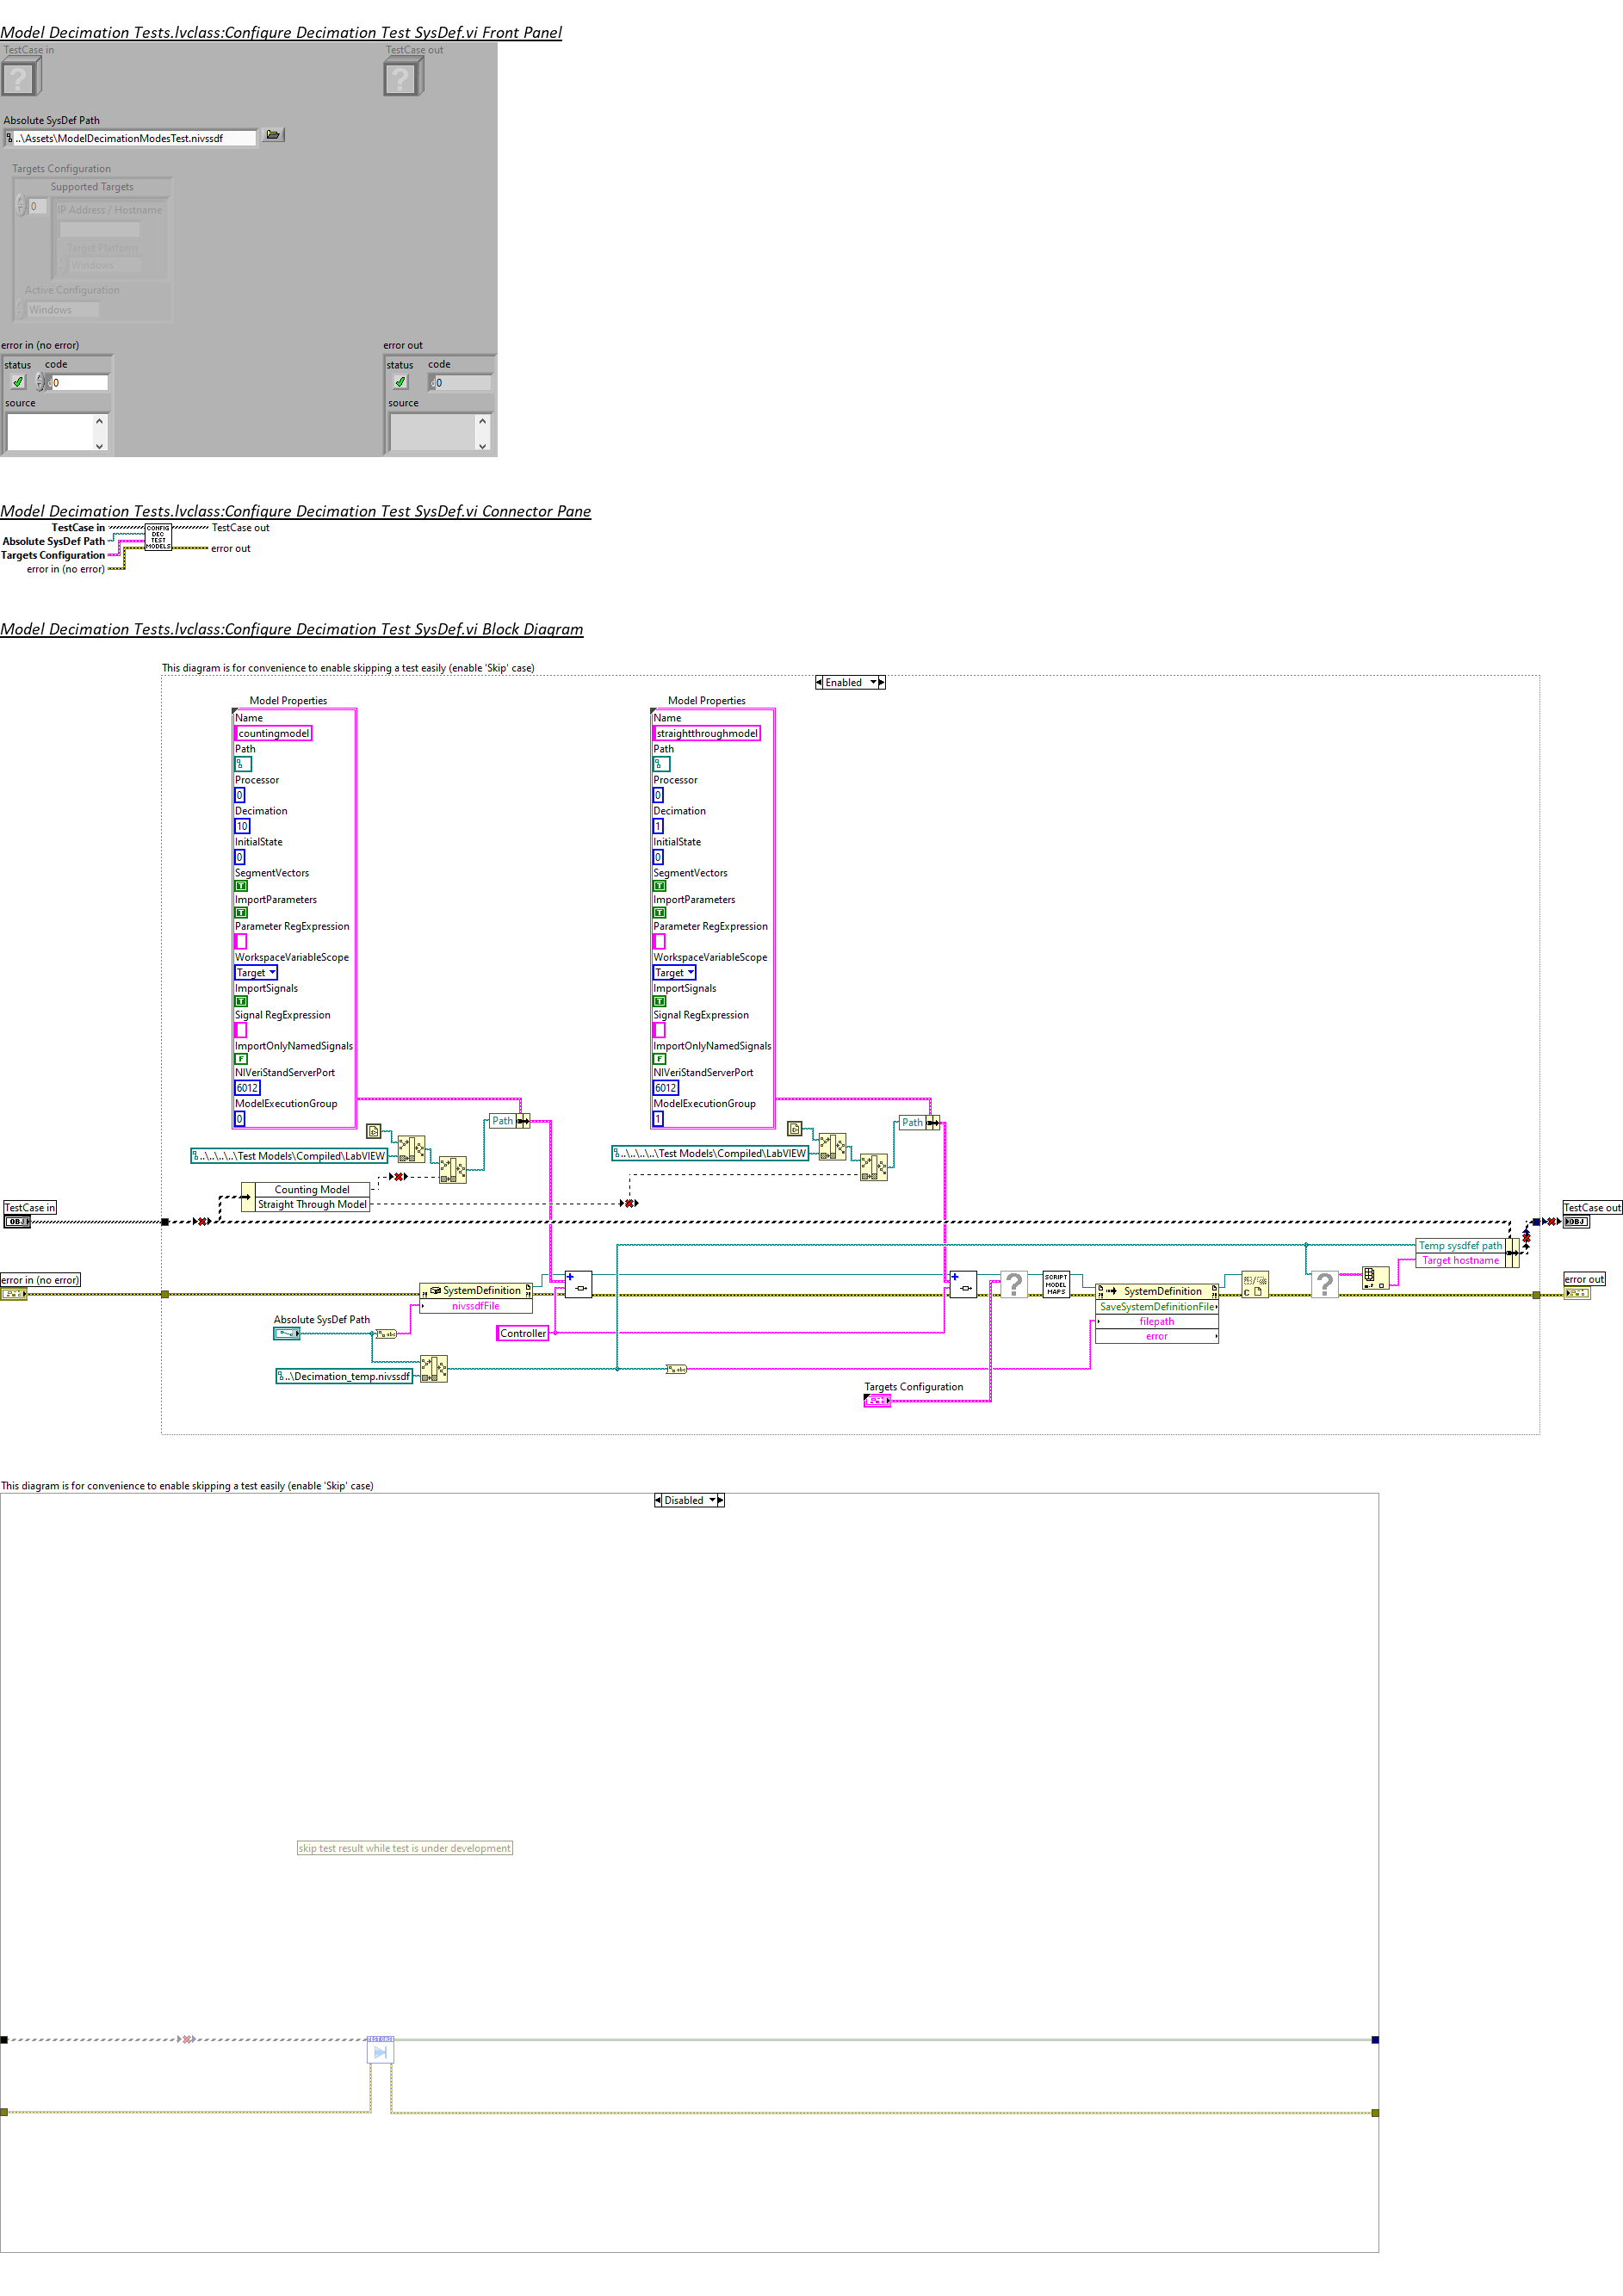 Model Decimation Tests.lvclass:Configure Decimation Test SysDef.vi Front Panel
TestCase in
TestCase out
Absolute SysDef Path
..\Assets\ModelDecimationModesTest.nivssdf
Targets Configuration
Supported Targets
0
IP Address / Hostname
Target Platform
Windows
Active Configuration
Windows
error in (no error)
status
code
0
source
error out
status
code
0
source
Model Decimation Tests.lvclass:Configure Decimation Test SysDef.vi Connector Pane
TestCase in
Absolute SysDef Path
Targets Configuration
error in (no error)
CONFIG
DEC
TEST
MODELS
TestCase out
error out
Model Decimation Tests.lvclass:Configure Decimation Test SysDef.vi Block Diagram
This diagram is for convenience to enable skipping a test easily (enable 'Skip' case)
Enabled
Model Properties
Name
countingmodel
Path
Processor
0
Decimation
10
InitialState
0
SegmentVectors
T
ImportParameters
T
Parameter RegExpression
WorkspaceVariableScope
Target
ImportSignals
T
Signal RegExpression
ImportOnlyNamedSignals
F
NIVeriStandServerPort
6012
ModelExecutionGroup
0
Model Properties
Name
straightthroughmodel
Path
Processor
0
Decimation
1
InitialState
0
SegmentVectors
T
ImportParameters
T
Parameter RegExpression
WorkspaceVariableScope
Target
ImportSignals
T
Signal RegExpression
ImportOnlyNamedSignals
F
NIVeriStandServerPort
6012
ModelExecutionGroup
1
Path
Path
..\..\..\..\Test Models\Compiled\LabVIEW
..\..\..\..\Test Models\Compiled\LabVIEW
Counting Model
Straight Through Model
TestCase in
OBJ
TestCase out
OBJ
Temp sysdfef path
Target hostname
error in (no error)
error out
SystemDefinition
nivssdfFile
SCRIPT
MODEL
MAPS
SystemDefinition
SaveSystemDefinitionFile
filepath
error
Absolute SysDef Path
Controller
..\Decimation_temp.nivssdf
Targets Configuration
This diagram is for convenience to enable skipping a test easily (enable 'Skip' case)
Disabled
skip test result while test is under development